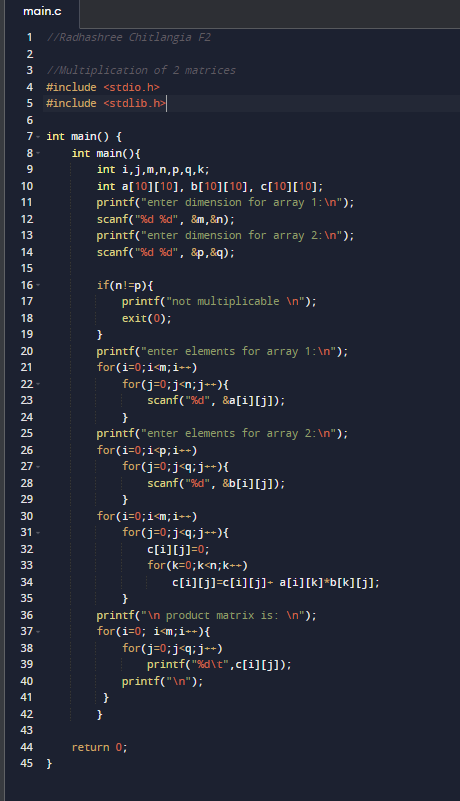 main.c
1 //Radhashree Chitlangia F2
2
3 //Multiplication of 2 matrices
4 #include <stdio.h>
5 #include <stdlib.h>
6
7 int main() {
8     int main(){
9         int i,j,m,n,p,q,k;
10         int a[10][10], b[10][10], c[10][10];
11         printf("enter dimension for array 1:\n");
12         scanf("%d %d", &m,&n);
13         printf("enter dimension for array 2:\n");
14         scanf("%d %d", &p,&q);
15
16         if(n!=p){
17             printf("not multiplicable \n");
18             exit(0);
19         }
20         printf("enter elements for array 1:\n");
21         for(i=0;i<m;i++)
22             for(j=0;j<n;j++){
23                 scanf("%d", &a[i][j]);
24             }
25         printf("enter elements for array 2:\n");
26         for(i=0;i<p;i++)
27             for(j=0;j<q;j++){
28                 scanf("%d", &b[i][j]);
29             }
30         for(i=0;i<m;i++)
31             for(j=0;j<q;j++){
32                 c[i][j]=0;
33                 for(k=0;k<n;k++)
34                     c[i][j]=c[i][j]+ a[i][k]*b[k][j];
35             }
36         printf("\n product matrix is: \n");
37         for(i=0; i<m;i++){
38             for(j=0;j<q;j++)
39                 printf("%d\t",c[i][j]);
40             printf("\n");
41          }
42         }
43
44     return 0;
45 }